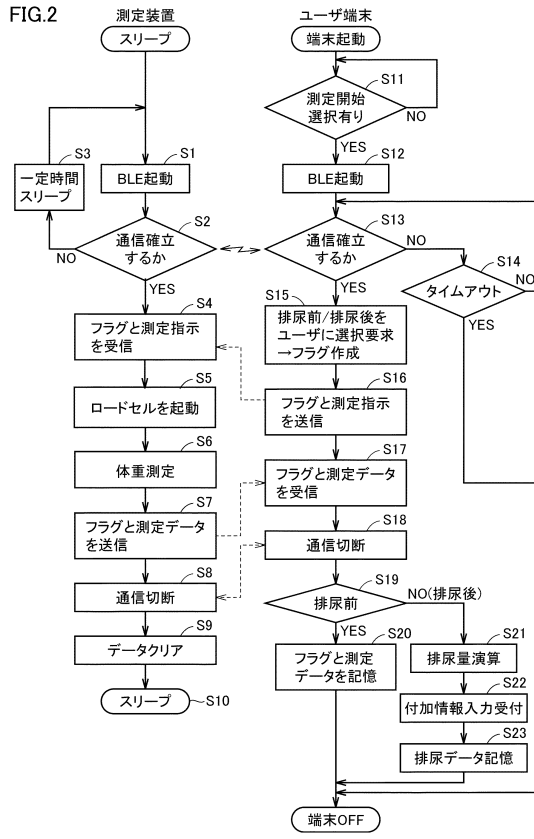 FIG.2
測定装置
スリープ
S3
一定時間
スリープ
S1
BLE起動
S2
通信確立
するか
NO
YES
S4
フラグと測定指示
を受信
S5
ロードセルを起動
S6
体重測定
S7
フラグと測定データ
を送信
S8
通信切断
S9
データクリア
スリープ
S10
ユーザ端末
端末起動
S11
測定開始
選択有り
NO
YES
S12
BLE起動
S13
通信確立
するか
NO
YES
S14
タイムアウト
NO
YES
S15
排尿前/排尿後を
ユーザに選択要求
→フラグ作成
S16
フラグと測定指示
を送信
S17
フラグと測定データ
を受信
S18
通信切断
S19
排尿前
NO(排尿後)
YES
S20
フラグと測定
データを記憶
S21
排尿量演算
S22
付加情報入力受付
S23
排尿データ記憶
端末OFF